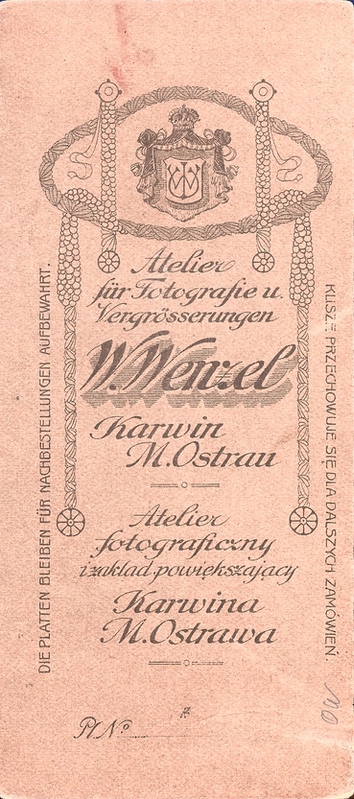 Atelier
für Fotografie u.
Vergrösserungen
W. Wenzel
Karwin
M. Ostrau
Atelier
fotograficzny
i zakład powiększający
Karwina
M. Ostrawa
Pl. No
DIE PLATTEN BLEIBEN FÜR NACHBESTELLUNGEN AUFBEWAHRT.
KLISZE PRZECHOWUJE SIĘ DLA DALSZYCH ZAMÓWIEŃ.